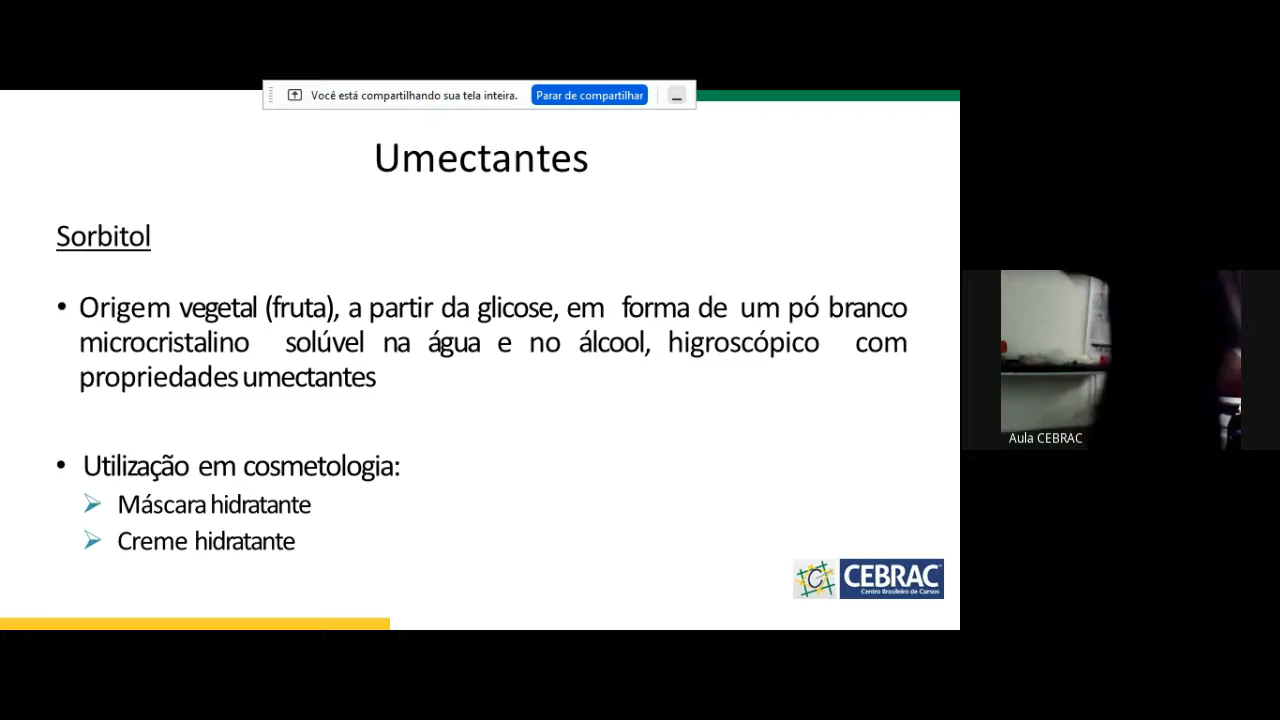 Você está compartilhando sua tela inteira. Parar de compartilhar
Umectantes
Sorbitol
• Origem vegetal (fruta), a partir da glicose, em forma de um pó branco
microcristalino solúvel na água e no álcool, higroscópico com
propriedades umectantes
• Utilização em cosmetologia:
Máscara hidratante
Creme hidratante
Aula CEBRAC
CEBRAC
Centro Brasileiro de Cursos